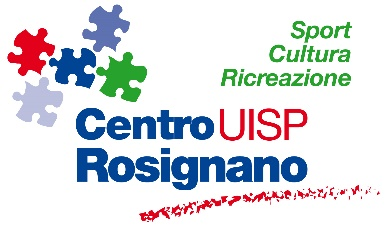 Sport
Cultura
Ricreazione
Centro UISP
Rosignano